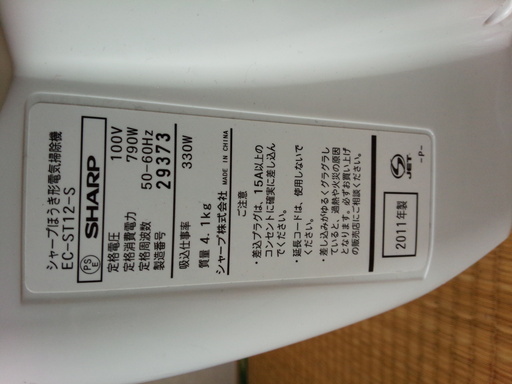 シャープほうき形電気掃除機
EC-ST12-S
PS
E
SHARP
定格電圧 100V
定格消費電力 790W
定格周波数 50-60Hz
製造番号 29373
吸込仕事率 330W
質量 4.1kg
シャープ株式会社 MADE IN CHINA
ご注意
・差込プラグは、15A以上の
コンセントに確実に差し込ん
でください。
・延長コードは、使用しないで
ください。
・差し込みがゆるくグラグラし
ていると、過熱や火災の原因
となります。必ずお買い上げ
の販売店にご相談ください。
2011年製
JET
-P-